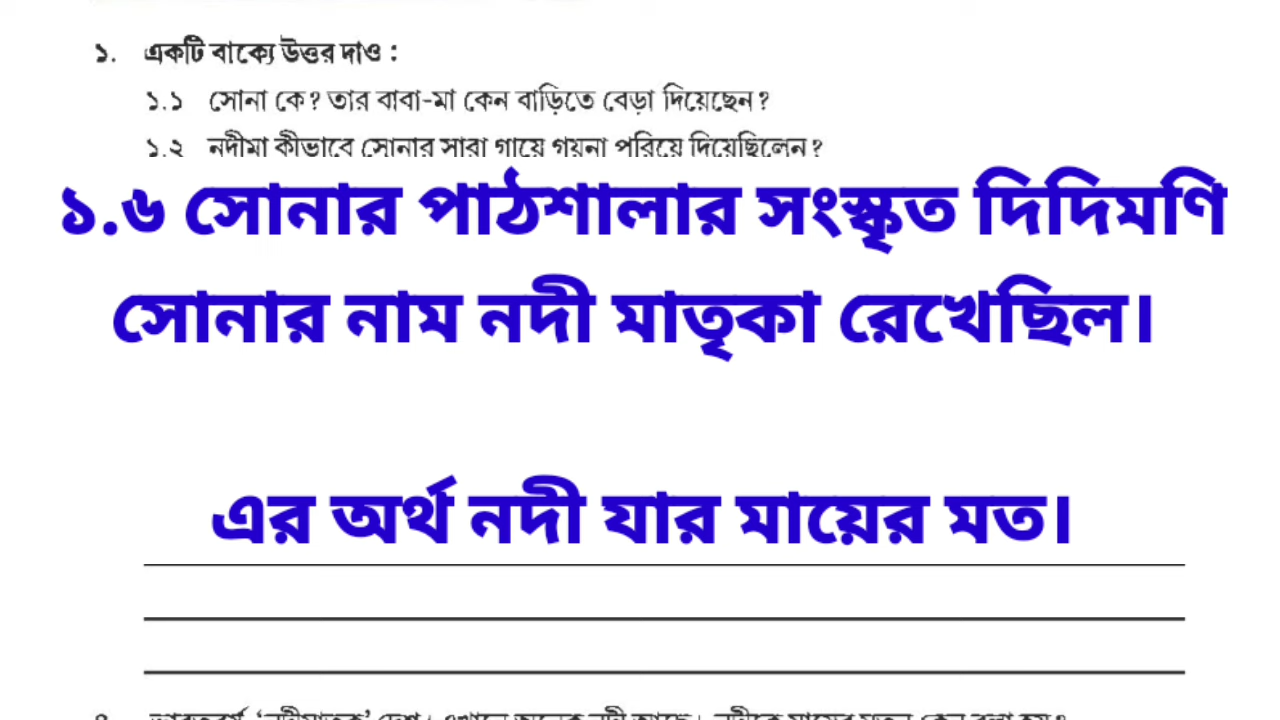 ১. একটি বাক্যে উত্তর দাও :
১.১ সোনা কে? তার বাবা-মা কেন বাড়িতে বেড়া দিয়েছেন?
১.২ নদীমা কীভাবে সোনার সারা গায়ে গয়না পরিয়ে দিয়েছিলেন?
১.৬ সোনার পাঠশালার সংস্কৃত দিদিমণি
সোনার নাম নদী মাতৃকা রেখেছিল।
এর অর্থ নদী যার মায়ের মত।